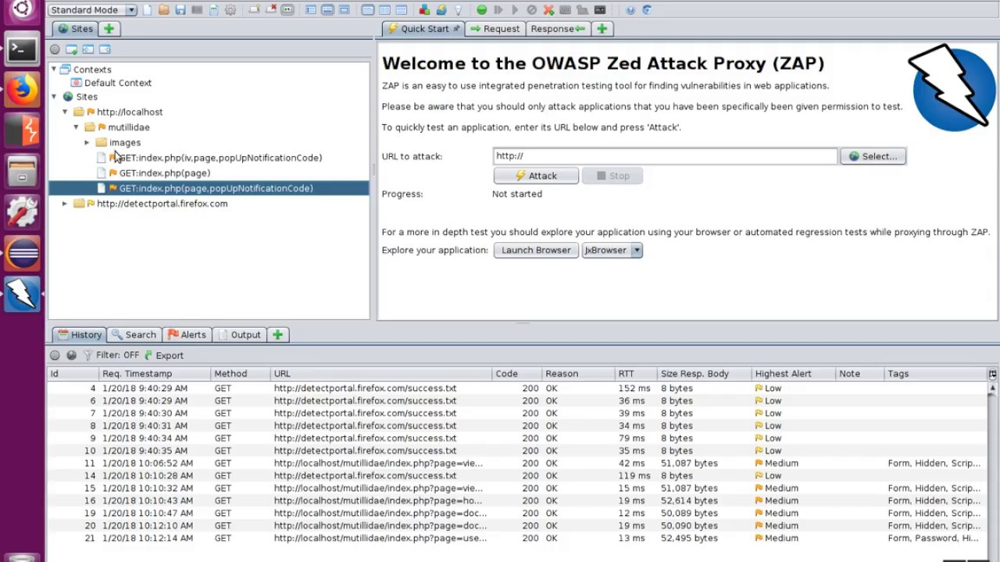 Standard Mode
Sites
Quick Start
Request
Response
Contexts
Default Context
Sites
http://localhost
mutillidae
images
GET:index.php(iv,page,popUpNotificationCode)
GET:index.php(page)
GET:index.php(page,popUpNotificationCode)
http://detectportal.firefox.com
Welcome to the OWASP Zed Attack Proxy (ZAP)
ZAP is an easy to use integrated penetration testing tool for finding vulnerabilities in web applications.
Please be aware that you should only attack applications that you have been specifically been given permission to test.
To quickly test an application, enter its URL below and press 'Attack'.
URL to attack: http:// Select...
Attack Stop
Progress: Not started
For a more in depth test you should explore your application using your browser or automated regression tests while proxying through ZAP.
Explore your application: Launch Browser JxBrowser
History Search Alerts Output
Filter: OFF Export
Id Req. Timestamp Method URL Code Reason RTT Size Resp. Body Highest Alert Note Tags
4 1/20/18 9:40:29 AM GET http://detectportal.firefox.com/success.txt 200 OK 152 ms 8 bytes Low
6 1/20/18 9:40:29 AM GET http://detectportal.firefox.com/success.txt 200 OK 36 ms 8 bytes Low
7 1/20/18 9:40:30 AM GET http://detectportal.firefox.com/success.txt 200 OK 39 ms 8 bytes Low
8 1/20/18 9:40:31 AM GET http://detectportal.firefox.com/success.txt 200 OK 34 ms 8 bytes Low
9 1/20/18 9:40:34 AM GET http://detectportal.firefox.com/success.txt 200 OK 79 ms 8 bytes Low
10 1/20/18 9:40:35 AM GET http://detectportal.firefox.com/success.txt 200 OK 35 ms 8 bytes Low
11 1/20/18 10:06:52 AM GET http://localhost/mutillidae/index.php?page=vie... 200 OK 42 ms 51,087 bytes Medium Form, Hidden, Scrip...
14 1/20/18 10:10:28 AM GET http://detectportal.firefox.com/success.txt 200 OK 119 ms 8 bytes Low
15 1/20/18 10:10:32 AM GET http://localhost/mutillidae/index.php?page=vie... 200 OK 15 ms 51,087 bytes Medium Form, Hidden, Scrip...
16 1/20/18 10:10:43 AM GET http://localhost/mutillidae/index.php?page=ho... 200 OK 19 ms 52,614 bytes Medium Form, Hidden, Scrip...
19 1/20/18 10:10:47 AM GET http://localhost/mutillidae/index.php?page=doc... 200 OK 12 ms 50,089 bytes Medium Form, Hidden, Scrip...
20 1/20/18 10:12:10 AM GET http://localhost/mutillidae/index.php?page=doc... 200 OK 19 ms 50,090 bytes Medium Form, Hidden, Scrip...
21 1/20/18 10:12:14 AM GET http://localhost/mutillidae/index.php?page=use... 200 OK 13 ms 52,495 bytes Medium Form, Password, Hi...